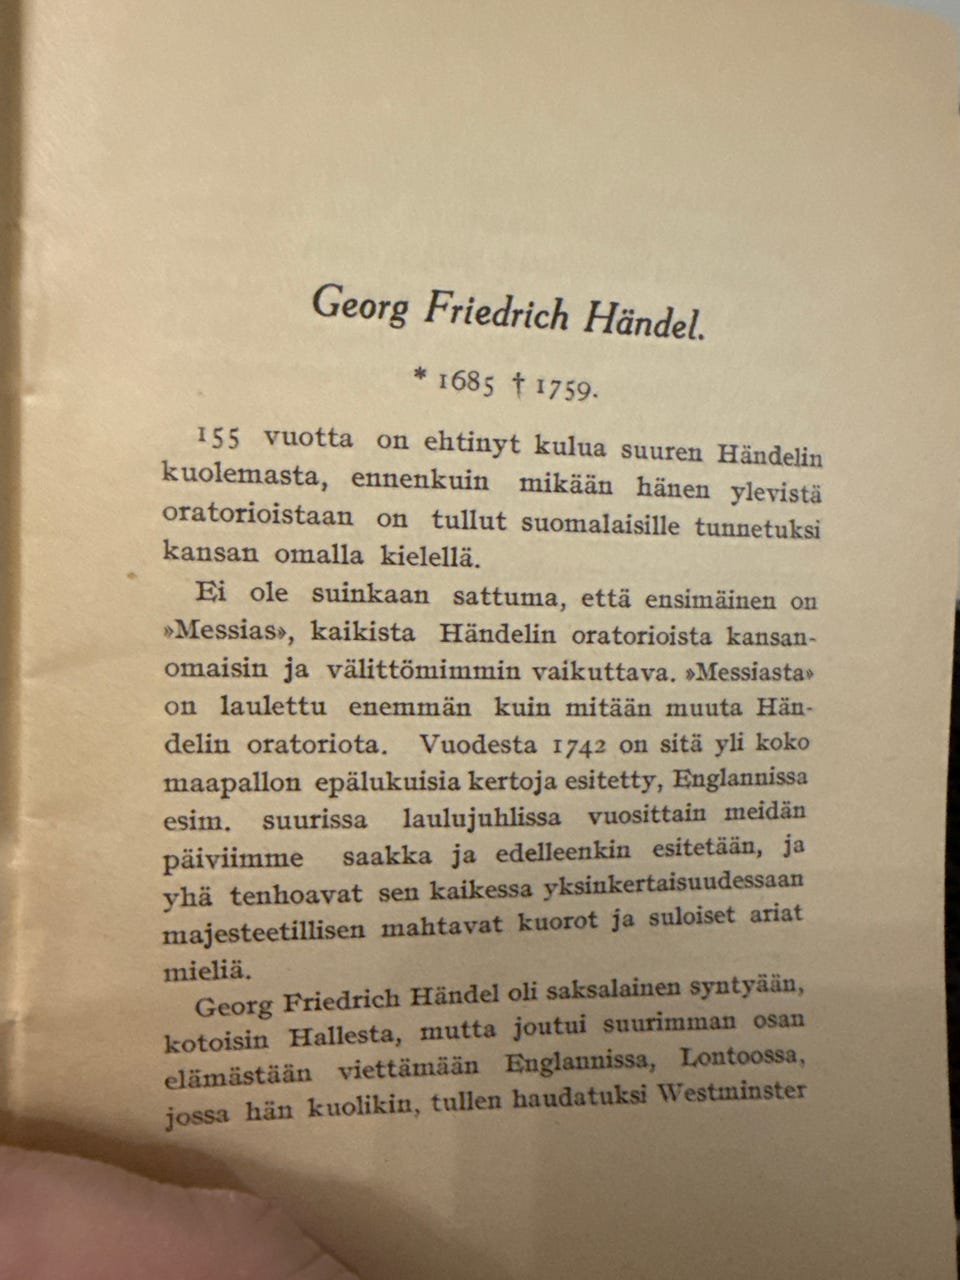 Georg Friedrich Händel.
* 1685 † 1759.
155 vuotta on ehtinyt kulua suuren Händelin
kuolemasta, ennenkuin mikään hänen ylevistä
oratorioistaan on tullut suomalaisille tunnetuksi
kansan omalla kielellä.
Ei ole suinkaan sattuma, että ensimäinen on
»Messias», kaikista Händelin oratorioista kansan-
omaisin ja välittömimmin vaikuttava. »Messiasta»
on laulettu enemmän kuin mitään muuta Hän-
delin oratoriota. Vuodesta 1742 on sitä yli koko
maapallon epälukuisia kertoja esitetty, Englannissa
esim. suurissa laulujuhlissa vuosittain meidän
päiviimme saakka ja edelleenkin esitetään, ja
yhä tenhoavat sen kaikessa yksinkertaisuudessaan
majesteetillisen mahtavat kuorot ja suloiset ariat
mieliä.
Georg Friedrich Händel oli saksalainen syntyään,
kotoisin Hallesta, mutta joutui suurimman osan
elämästään viettämään Englannissa, Lontoossa,
jossa hän kuolikin, tullen haudatuksi Westminster